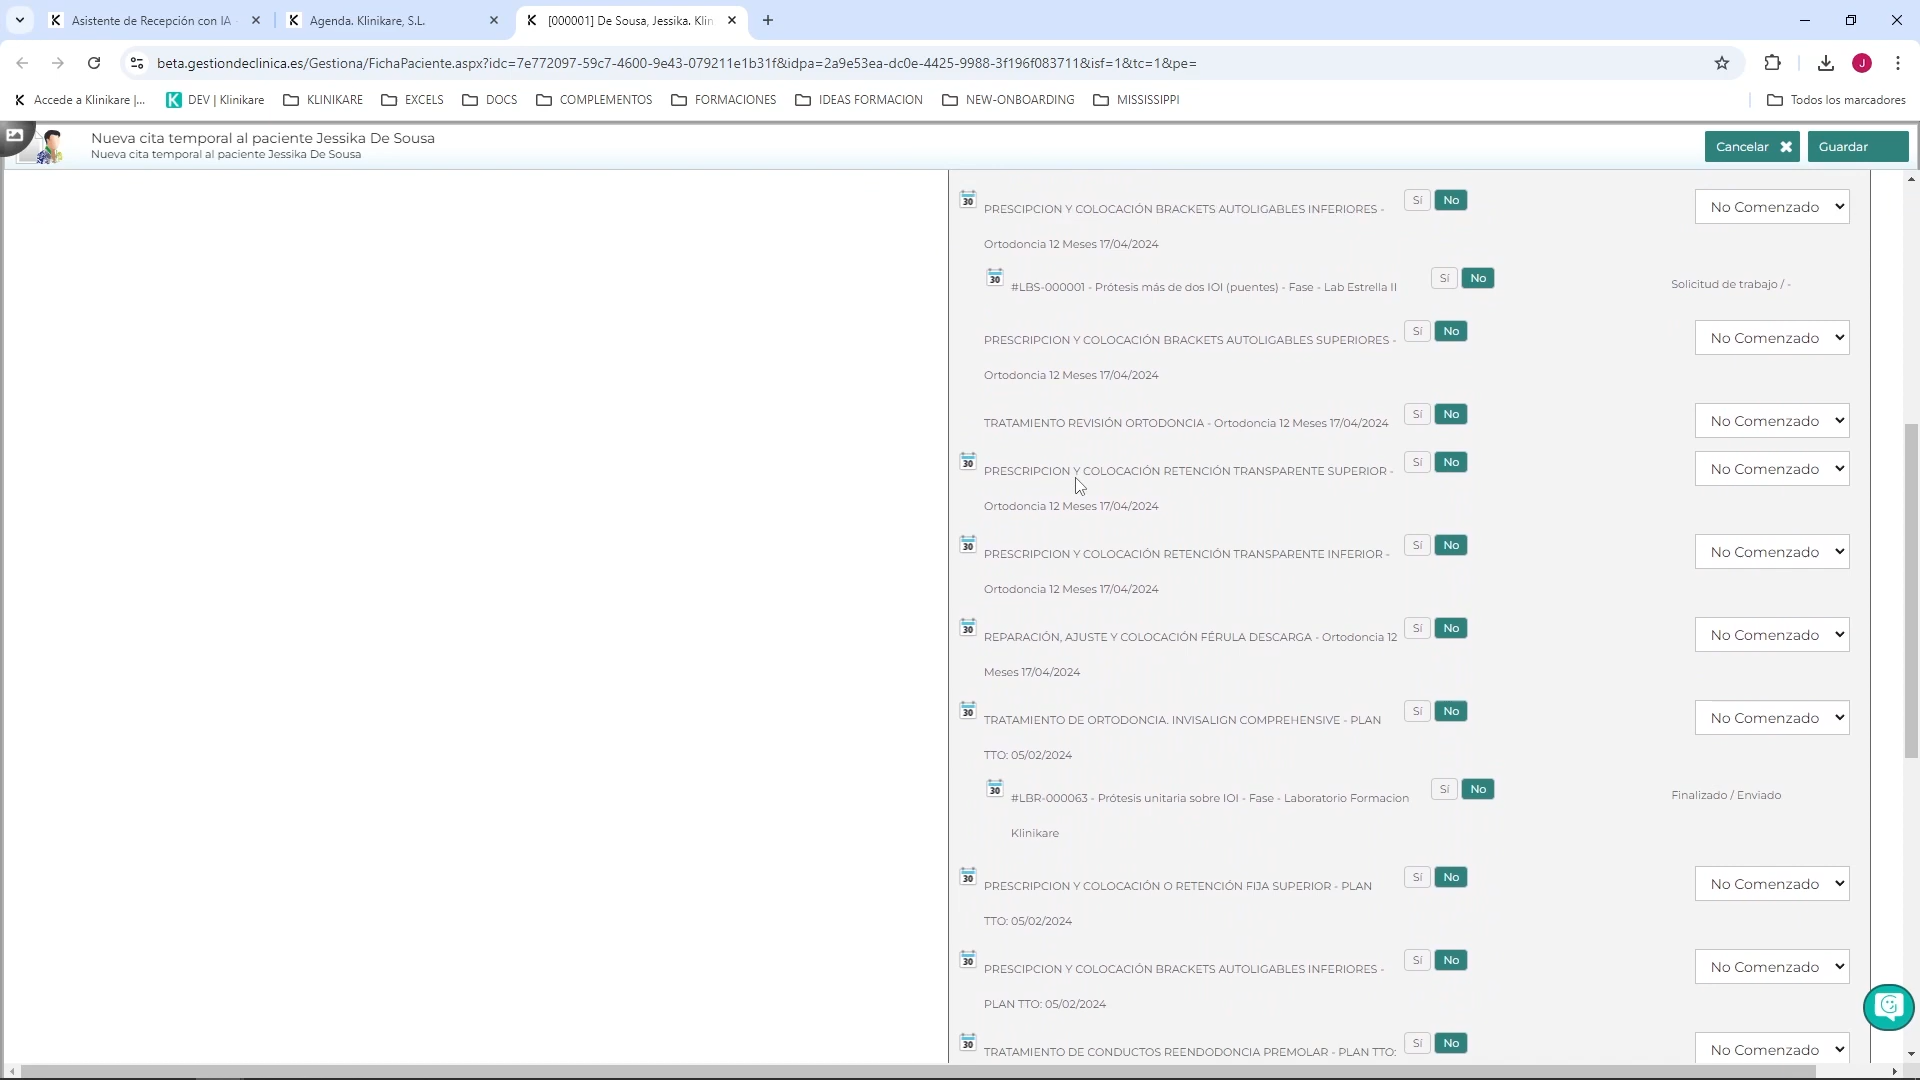 Asistente de Recepción con IA
Agenda. Klinikare, S.L.
[000001] De Sousa, Jessika. Klin
beta.gestiondeclinica.es/Gestiona/FichaPaciente.aspx?idc=7e772097-59c7-4600-9e43-079211e1b31f&idpa=2a9e53ea-dc0e-4425-9988-3f196f083711&isf=1&tc=1&pe=
J
Accede a Klinikare |... DEV | Klinikare KLINIKARE EXCELS DOCS COMPLEMENTOS FORMACIONES IDEAS FORMACION NEW-ONBOARDING MISSISSIPPI Todos los marcadores
Nueva cita temporal al paciente Jessika De Sousa
Nueva cita temporal al paciente Jessika De Sousa
Cancelar Guardar
30 PRESCIPCION Y COLOCACIÓN BRACKETS AUTOLIGABLES INFERIORES - Sí No No Comenzado
Ortodoncia 12 Meses 17/04/2024
30 #LBS-000001 - Prótesis más de dos IOI (puentes) - Fase - Lab Estrella II Sí No Solicitud de trabajo / -
PRESCRIPCION Y COLOCACIÓN BRACKETS AUTOLIGABLES SUPERIORES - Sí No No Comenzado
Ortodoncia 12 Meses 17/04/2024
TRATAMIENTO REVISIÓN ORTODONCIA - Ortodoncia 12 Meses 17/04/2024 Sí No No Comenzado
30 PRESCRIPCION Y COLOCACIÓN RETENCIÓN TRANSPARENTE SUPERIOR - Sí No No Comenzado
Ortodoncia 12 Meses 17/04/2024
30 PRESCRIPCION Y COLOCACIÓN RETENCIÓN TRANSPARENTE INFERIOR - Sí No No Comenzado
Ortodoncia 12 Meses 17/04/2024
30 REPARACIÓN, AJUSTE Y COLOCACIÓN FÉRULA DESCARGA - Ortodoncia 12 Sí No No Comenzado
Meses 17/04/2024
30 TRATAMIENTO DE ORTODONCIA. INVISALIGN COMPREHENSIVE - PLAN Sí No No Comenzado
TTO: 05/02/2024
30 #LBR-000063 - Prótesis unitaria sobre IOI - Fase - Laboratorio Formacion Sí No Finalizado / Enviado
Klinikare
30 PRESCRIPCION Y COLOCACIÓN O RETENCIÓN FIJA SUPERIOR - PLAN Sí No No Comenzado
TTO: 05/02/2024
30 PRESCIPCION Y COLOCACIÓN BRACKETS AUTOLIGABLES INFERIORES - Sí No No Comenzado
PLAN TTO: 05/02/2024
30 TRATAMIENTO DE CONDUCTOS REENDODONCIA PREMOLAR - PLAN TTO: Sí No No Comenzado